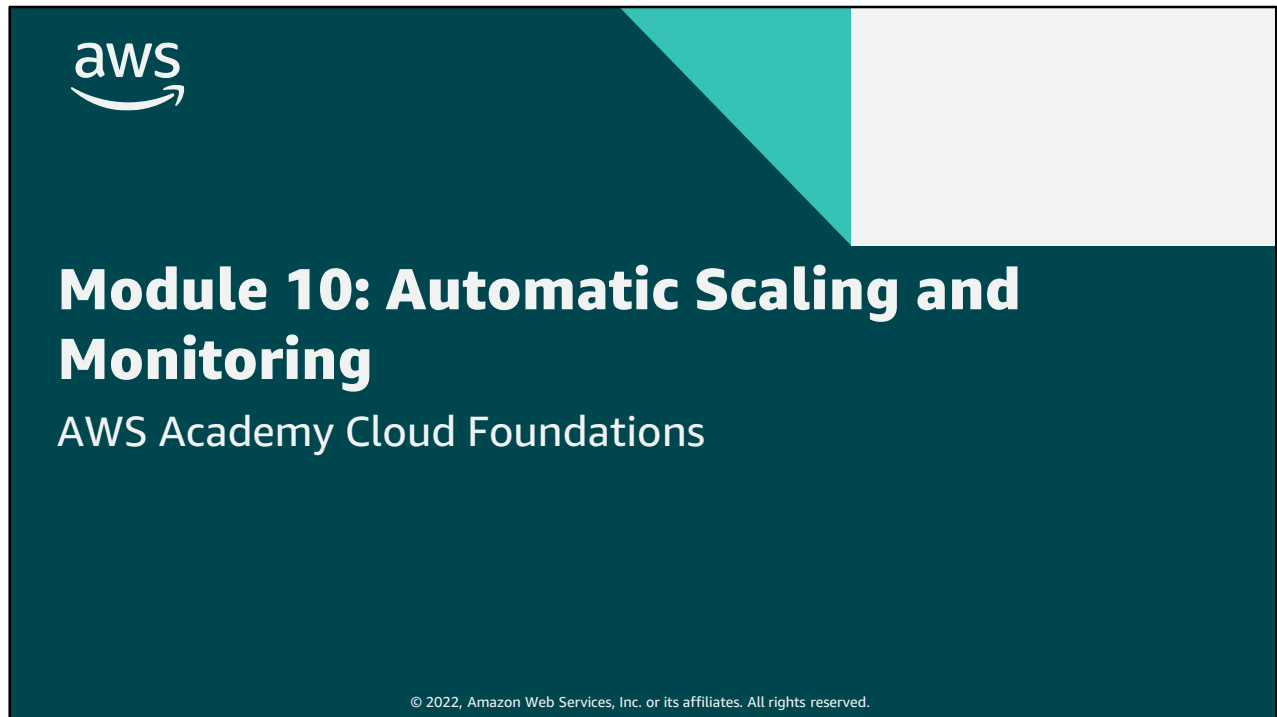 aws
Module 10: Automatic Scaling and
Monitoring
AWS Academy Cloud Foundations
© 2022, Amazon Web Services, Inc. or its affiliates. All rights reserved.